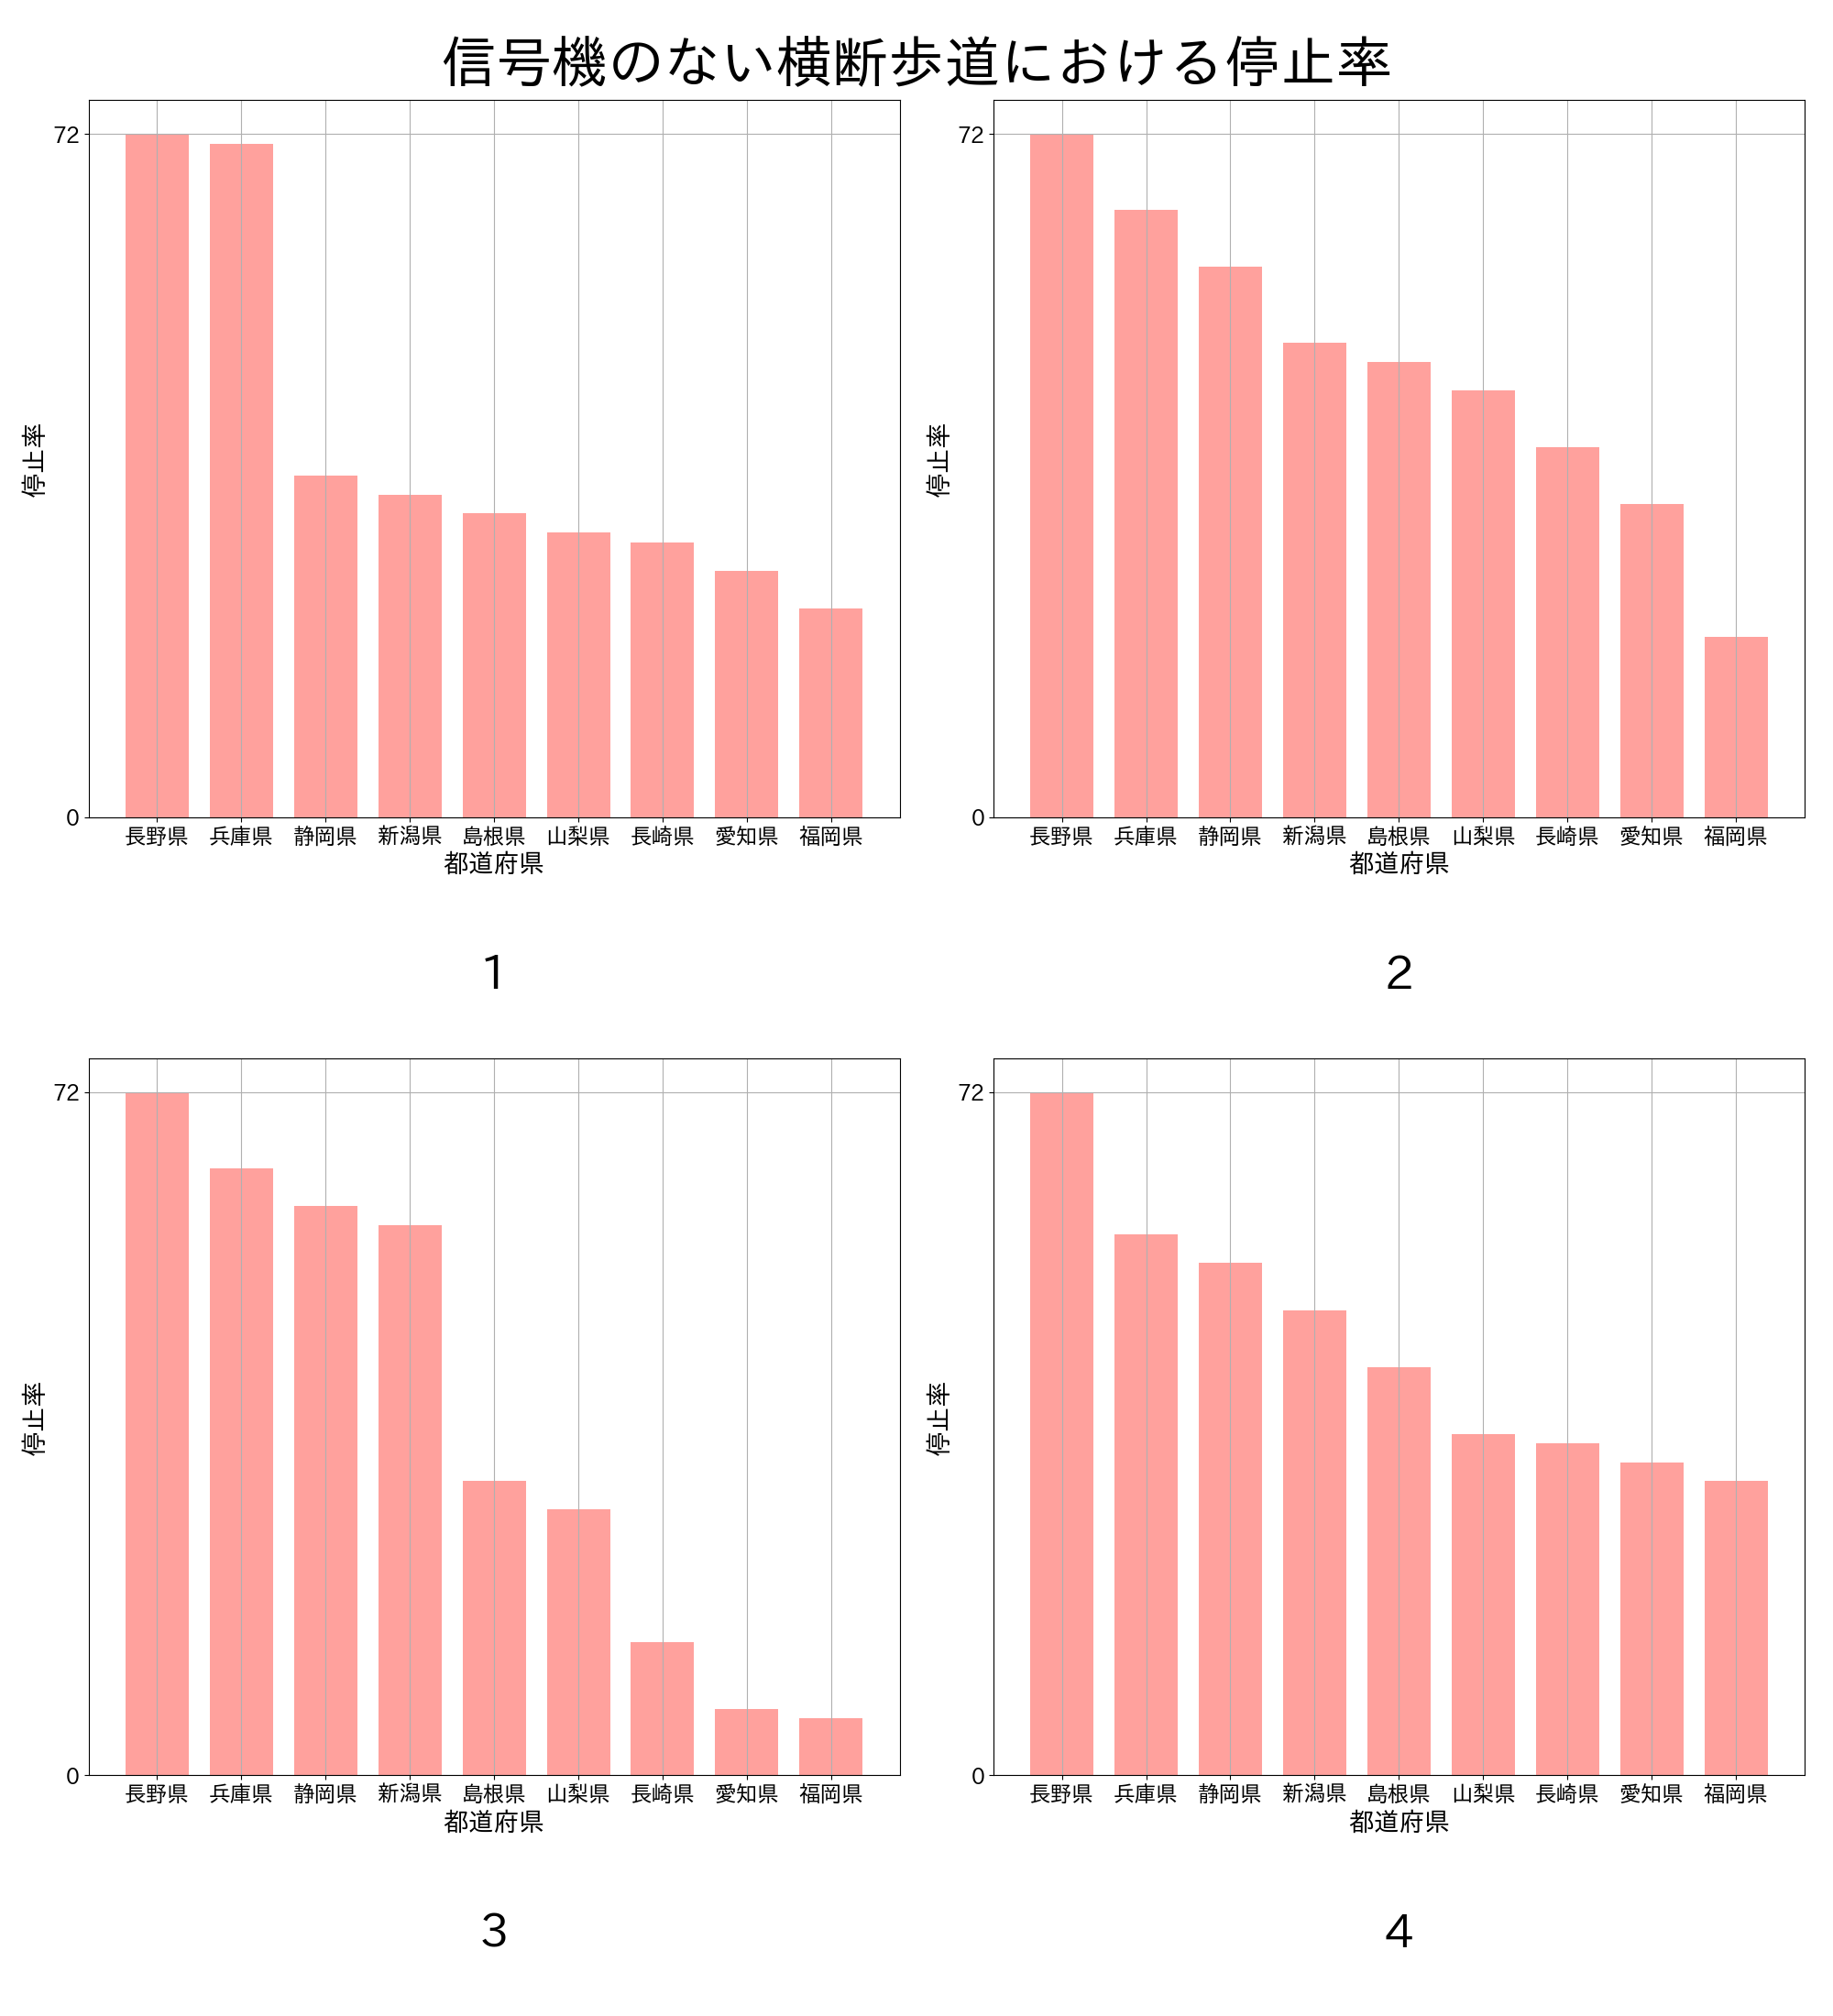 信号機のない横断歩道における停止率
72
0
停止率
長野県 兵庫県 静岡県 新潟県 島根県 山梨県 長崎県 愛知県 福岡県
都道府県
1
72
0
停止率
長野県 兵庫県 静岡県 新潟県 島根県 山梨県 長崎県 愛知県 福岡県
都道府県
2
72
0
停止率
長野県 兵庫県 静岡県 新潟県 島根県 山梨県 長崎県 愛知県 福岡県
都道府県
3
72
0
停止率
長野県 兵庫県 静岡県 新潟県 島根県 山梨県 長崎県 愛知県 福岡県
都道府県
4